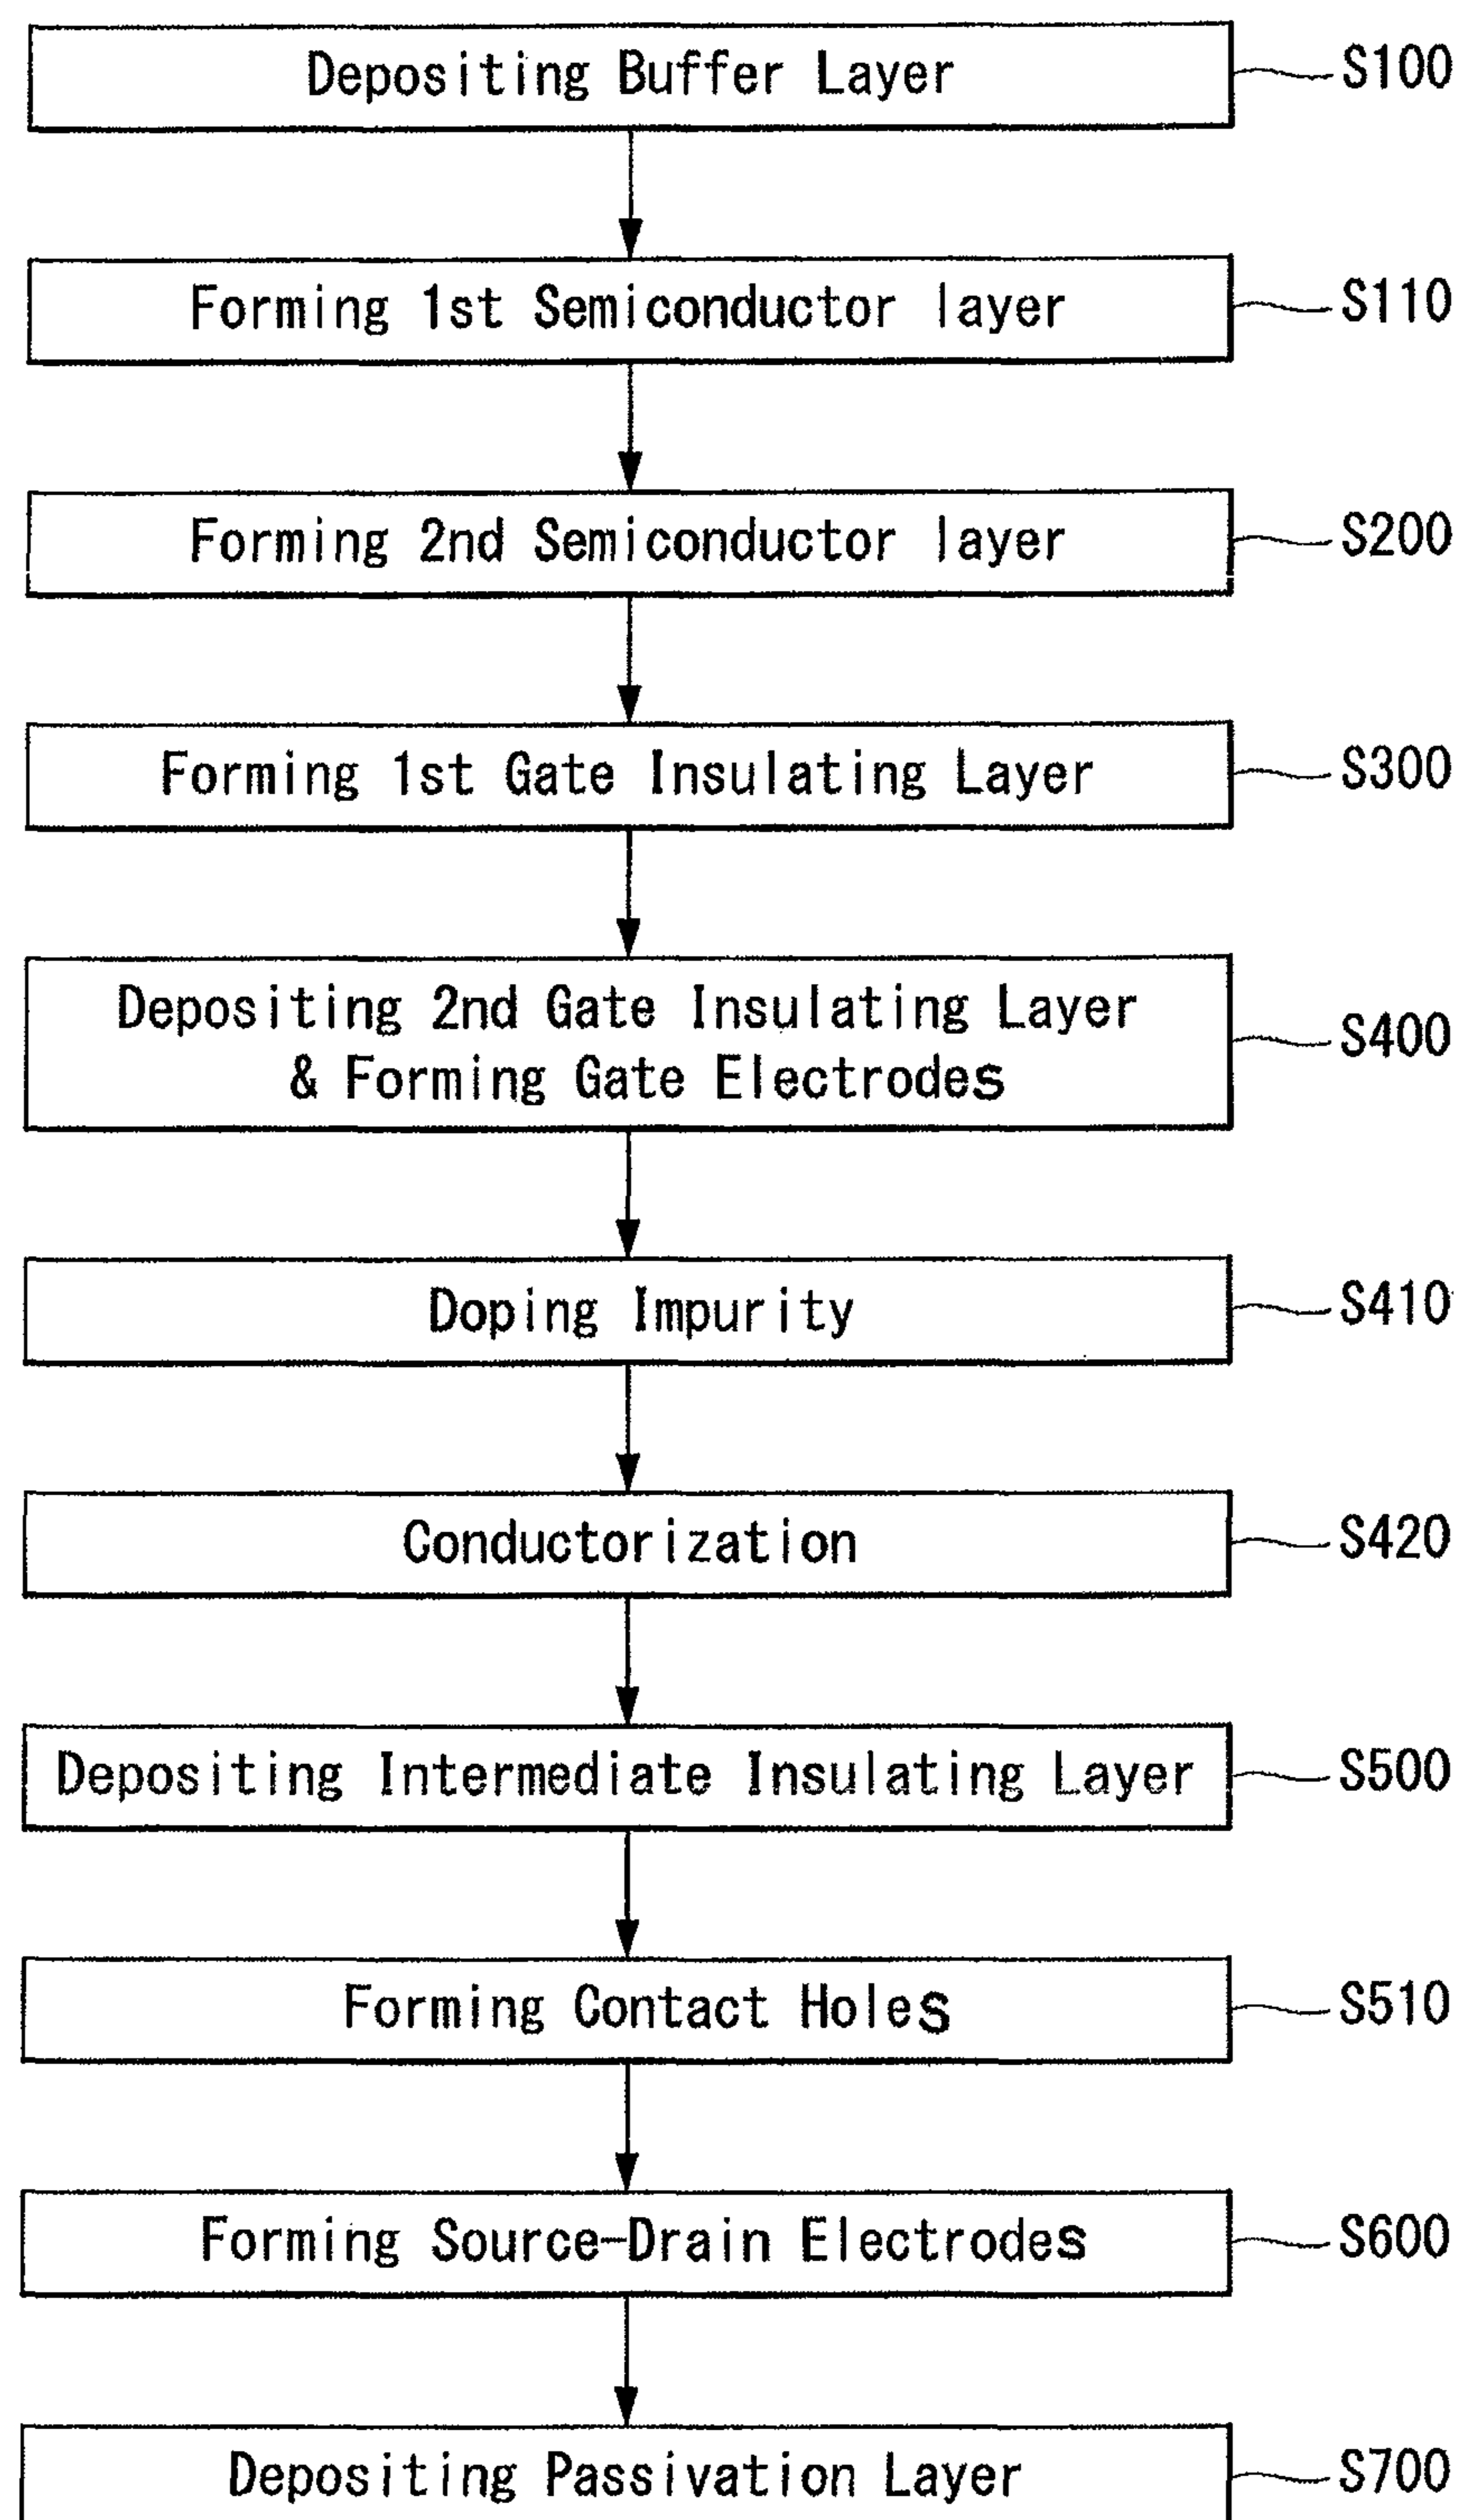 Depositing Buffer Layer S100
Forming 1st Semiconductor layer S110
Forming 2nd Semiconductor layer S200
Forming 1st Gate Insulating Layer S300
Depositing 2nd Gate Insulating Layer
& Forming Gate Electrodes S400
Doping Impurity S410
Conductorization S420
Depositing Intermediate Insulating Layer S500
Forming Contact Holes S510
Forming Source-Drain Electrodes S600
Depositing Passivation Layer S700